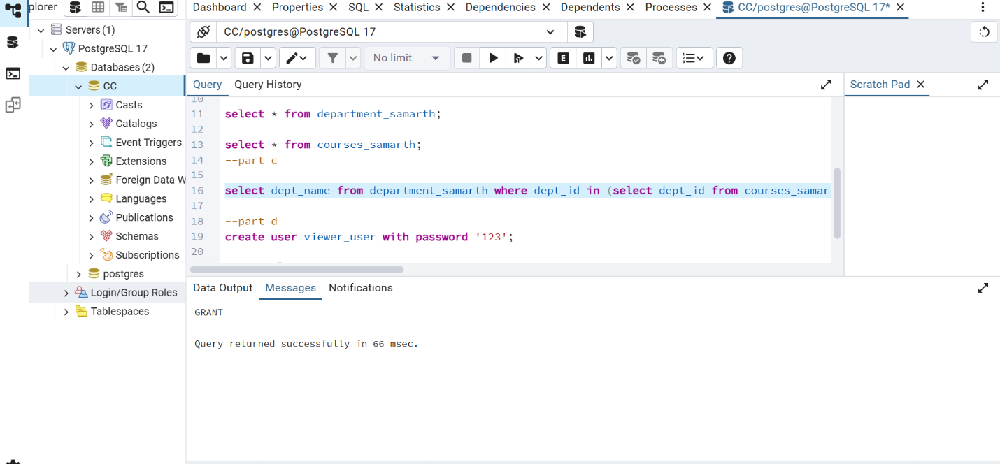 plorer
Dashboard Properties SQL Statistics Dependencies Dependents Processes CC/postgres@PostgreSQL 17*
Servers (1)
PostgreSQL 17
Databases (2)
CC
Casts
Catalogs
Event Triggers
Extensions
Foreign Data W
Languages
Publications
Schemas
Subscriptions
postgres
Login/Group Roles
Tablespaces
CC/postgres@PostgreSQL 17
No limit
E
Query Query History
Scratch Pad
10
11 select * from department_samarth;
12
13 select * from courses_samarth;
14 --part c
15
16 select dept_name from department_samarth where dept_id in (select dept_id from courses_samar
17
18 --part d
19 create user viewer_user with password '123';
20
Data Output Messages Notifications
GRANT
Query returned successfully in 66 msec.